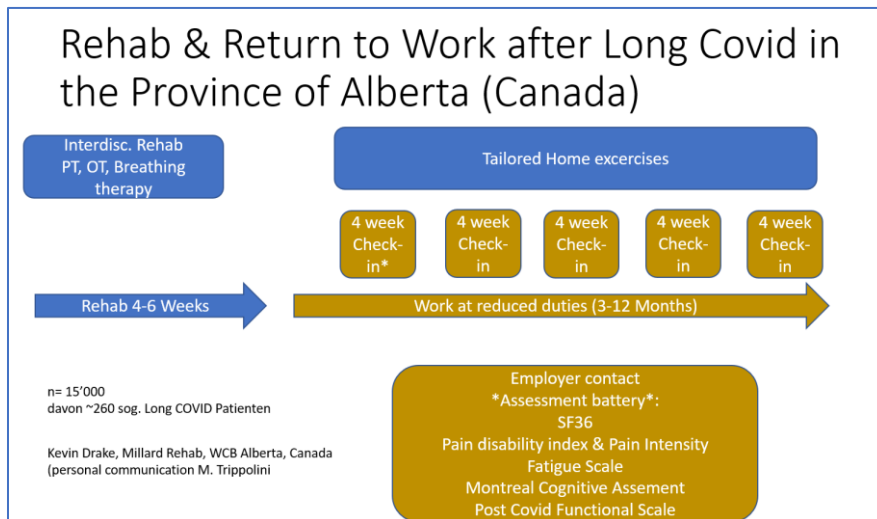 Rehab & Return to Work after Long Covid in
the Province of Alberta (Canada)
Interdisc. Rehab
PT, OT, Breathing
therapy
Tailored Home excercises
4 week
Check-
in*
4 week
Check-
in
4 week
Check-
in
4 week
Check-
in
4 week
Check-
in
Rehab 4-6 Weeks
Work at reduced duties (3-12 Months)
n= 15’000
davon ~260 sog. Long COVID Patienten
Kevin Drake, Millard Rehab, WCB Alberta, Canada
(personal communication M. Trippolini
Employer contact
*Assessment battery*:
SF36
Pain disability index & Pain Intensity
Fatigue Scale
Montreal Cognitive Assement
Post Covid Functional Scale